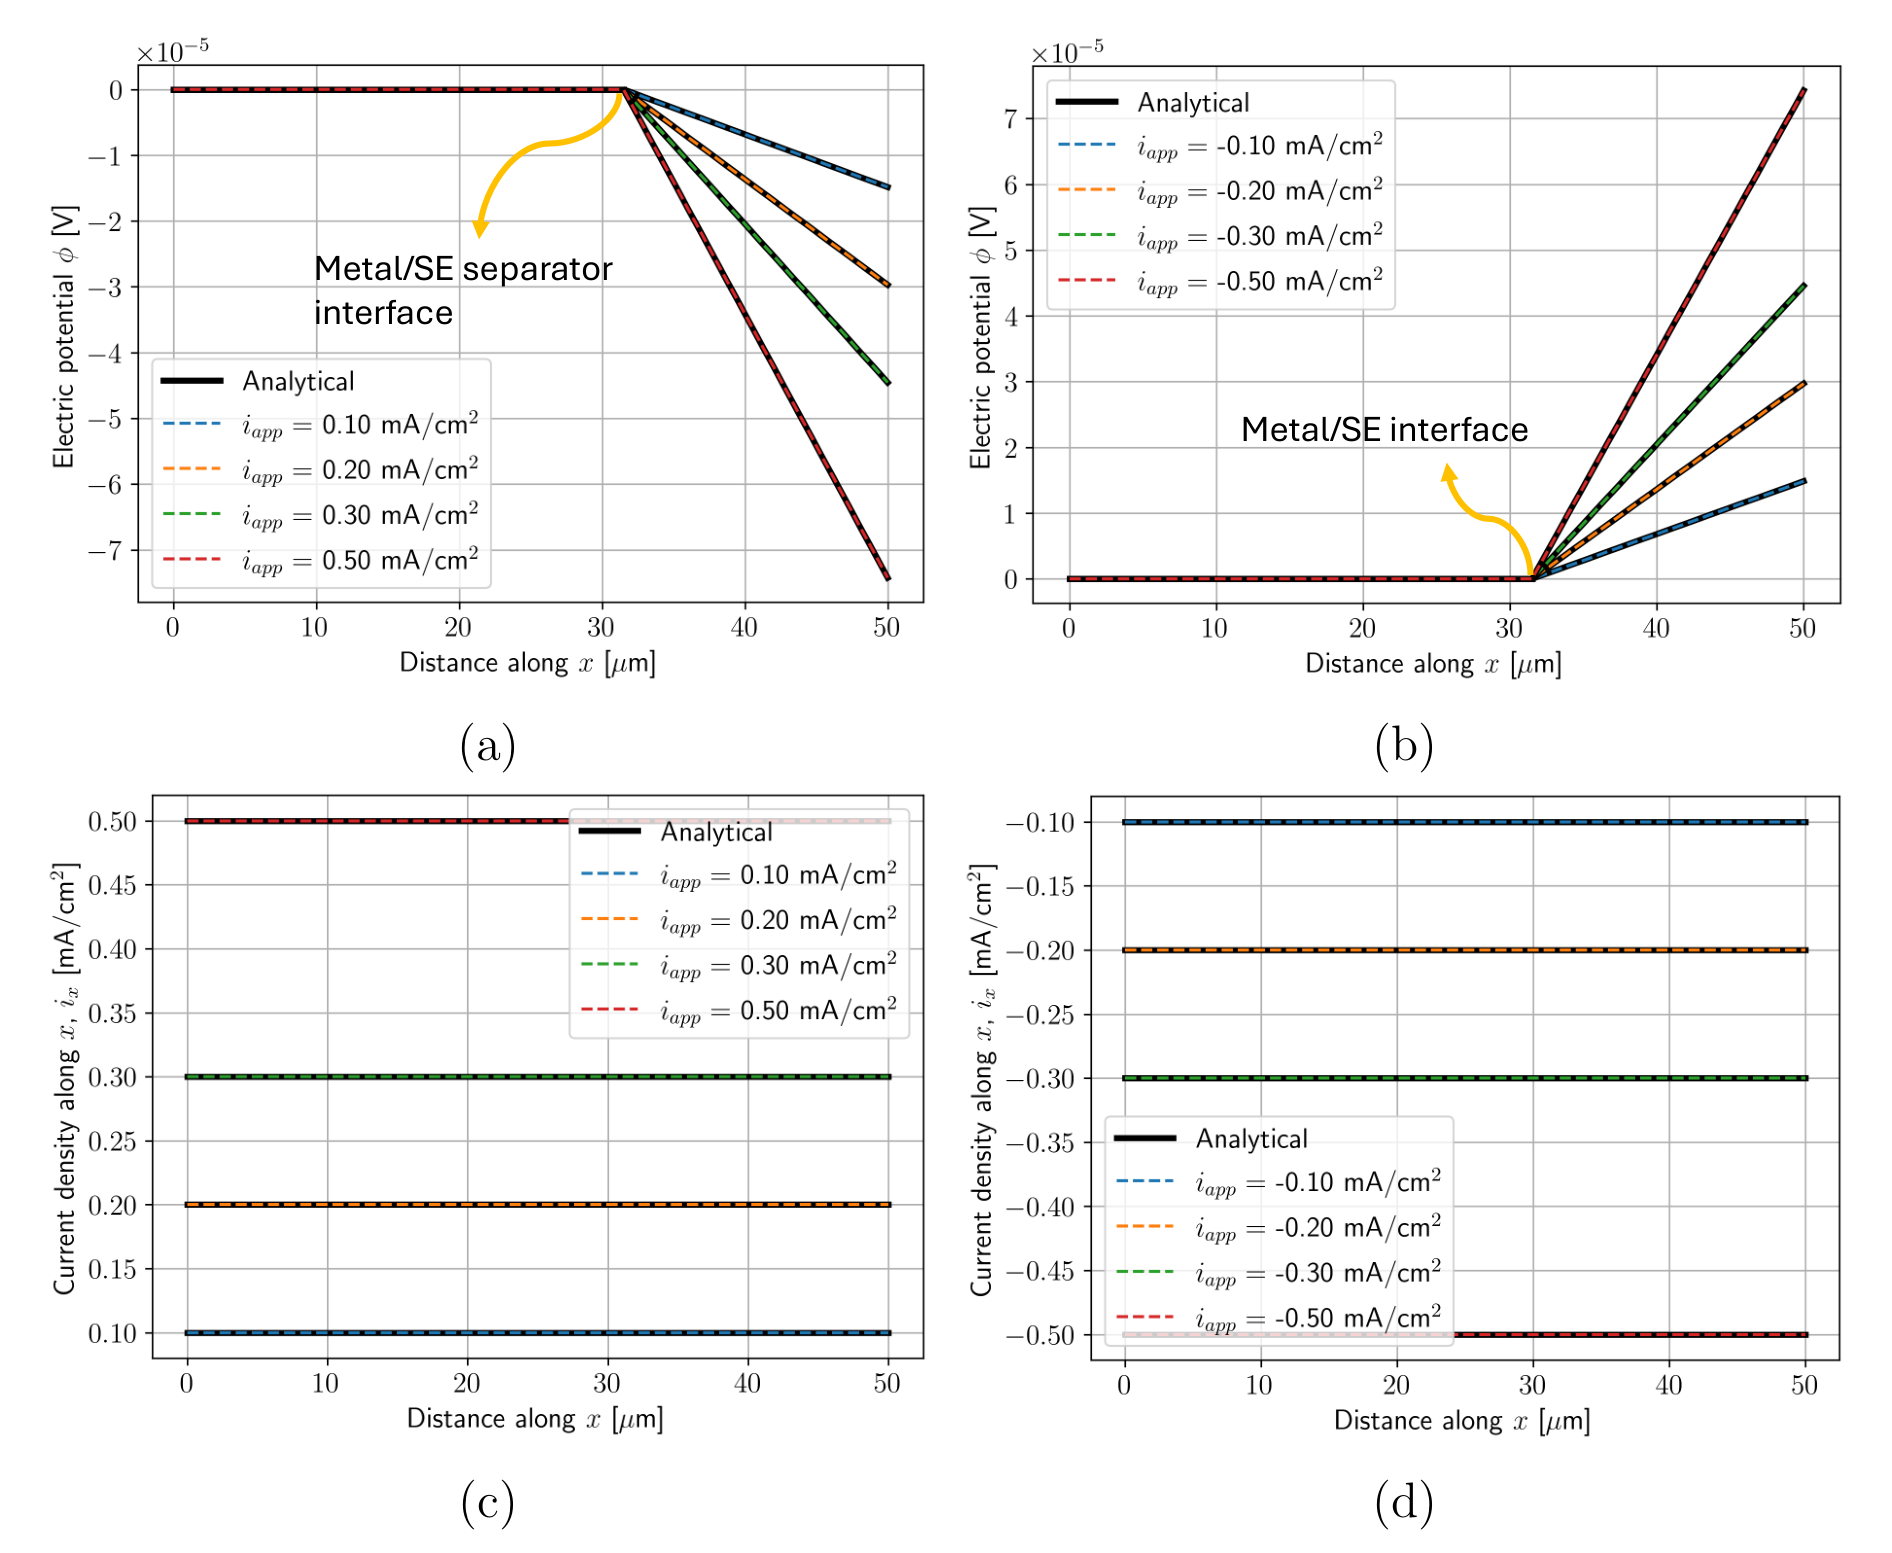 ×10⁻⁵
0
−1
−2
−3
−4
−5
−6
−7
Electric potential ϕ [V]
Metal/SE separator
interface
Analytical
i_app = 0.10 mA/cm²
i_app = 0.20 mA/cm²
i_app = 0.30 mA/cm²
i_app = 0.50 mA/cm²
0 10 20 30 40 50
Distance along x [μm]
(a)
×10⁻⁵
7
6
5
4
3
2
1
0
Electric potential ϕ [V]
Analytical
i_app = -0.10 mA/cm²
i_app = -0.20 mA/cm²
i_app = -0.30 mA/cm²
i_app = -0.50 mA/cm²
Metal/SE interface
0 10 20 30 40 50
Distance along x [μm]
(b)
0.50
0.45
0.40
0.35
0.30
0.25
0.20
0.15
0.10
Current density along x, i_x [mA/cm²]
Analytical
i_app = 0.10 mA/cm²
i_app = 0.20 mA/cm²
i_app = 0.30 mA/cm²
i_app = 0.50 mA/cm²
0 10 20 30 40 50
Distance along x [μm]
(c)
−0.10
−0.15
−0.20
−0.25
−0.30
−0.35
−0.40
−0.45
−0.50
Current density along x, i_x [mA/cm²]
Analytical
i_app = -0.10 mA/cm²
i_app = -0.20 mA/cm²
i_app = -0.30 mA/cm²
i_app = -0.50 mA/cm²
0 10 20 30 40 50
Distance along x [μm]
(d)